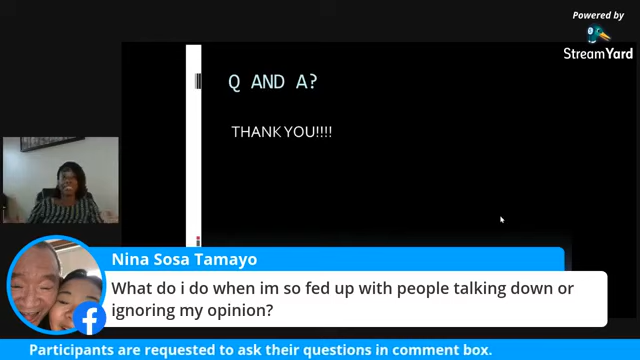 Powered by
StreamYard
Q AND A?
THANK YOU!!!!
Nina Sosa Tamayo
What do i do when im so fed up with people talking down or
ignoring my opinion?
Participants are requested to ask their questions in comment box.